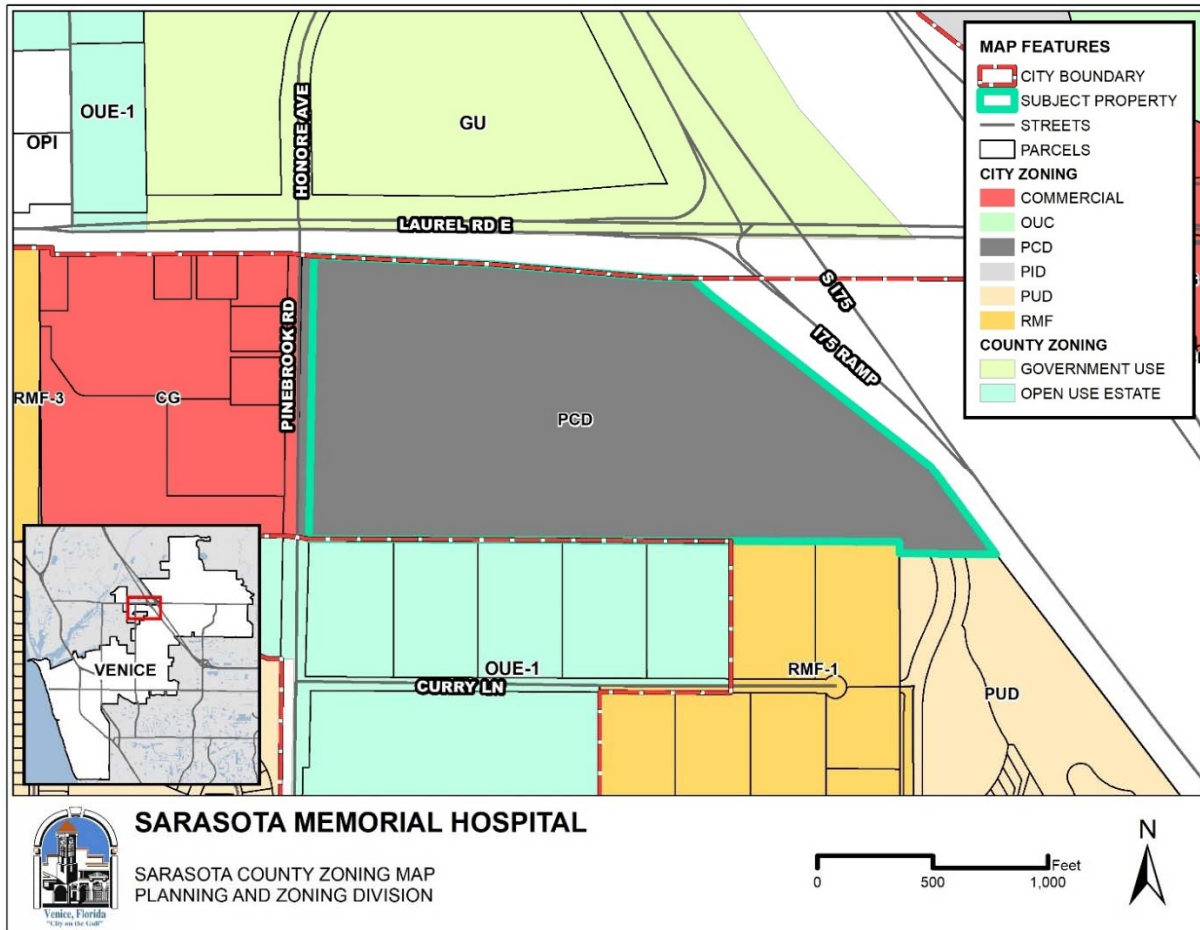 OUE-1
OPI
HONORE AVE
GU
LAUREL RD E
S I75
I75 RAMP
PINEBROOK RD
RMF-3
CG
PCD
OUE-1
CURRY LN
RMF-1
PUD
VENICE
MAP FEATURES
CITY BOUNDARY
SUBJECT PROPERTY
STREETS
PARCELS
CITY ZONING
COMMERCIAL
OUC
PCD
PID
PUD
RMF
COUNTY ZONING
GOVERNMENT USE
OPEN USE ESTATE
SARASOTA MEMORIAL HOSPITAL
SARASOTA COUNTY ZONING MAP
PLANNING AND ZONING DIVISION
Venice, Florida
"City on the Gulf"
Feet
0 500 1,000
N